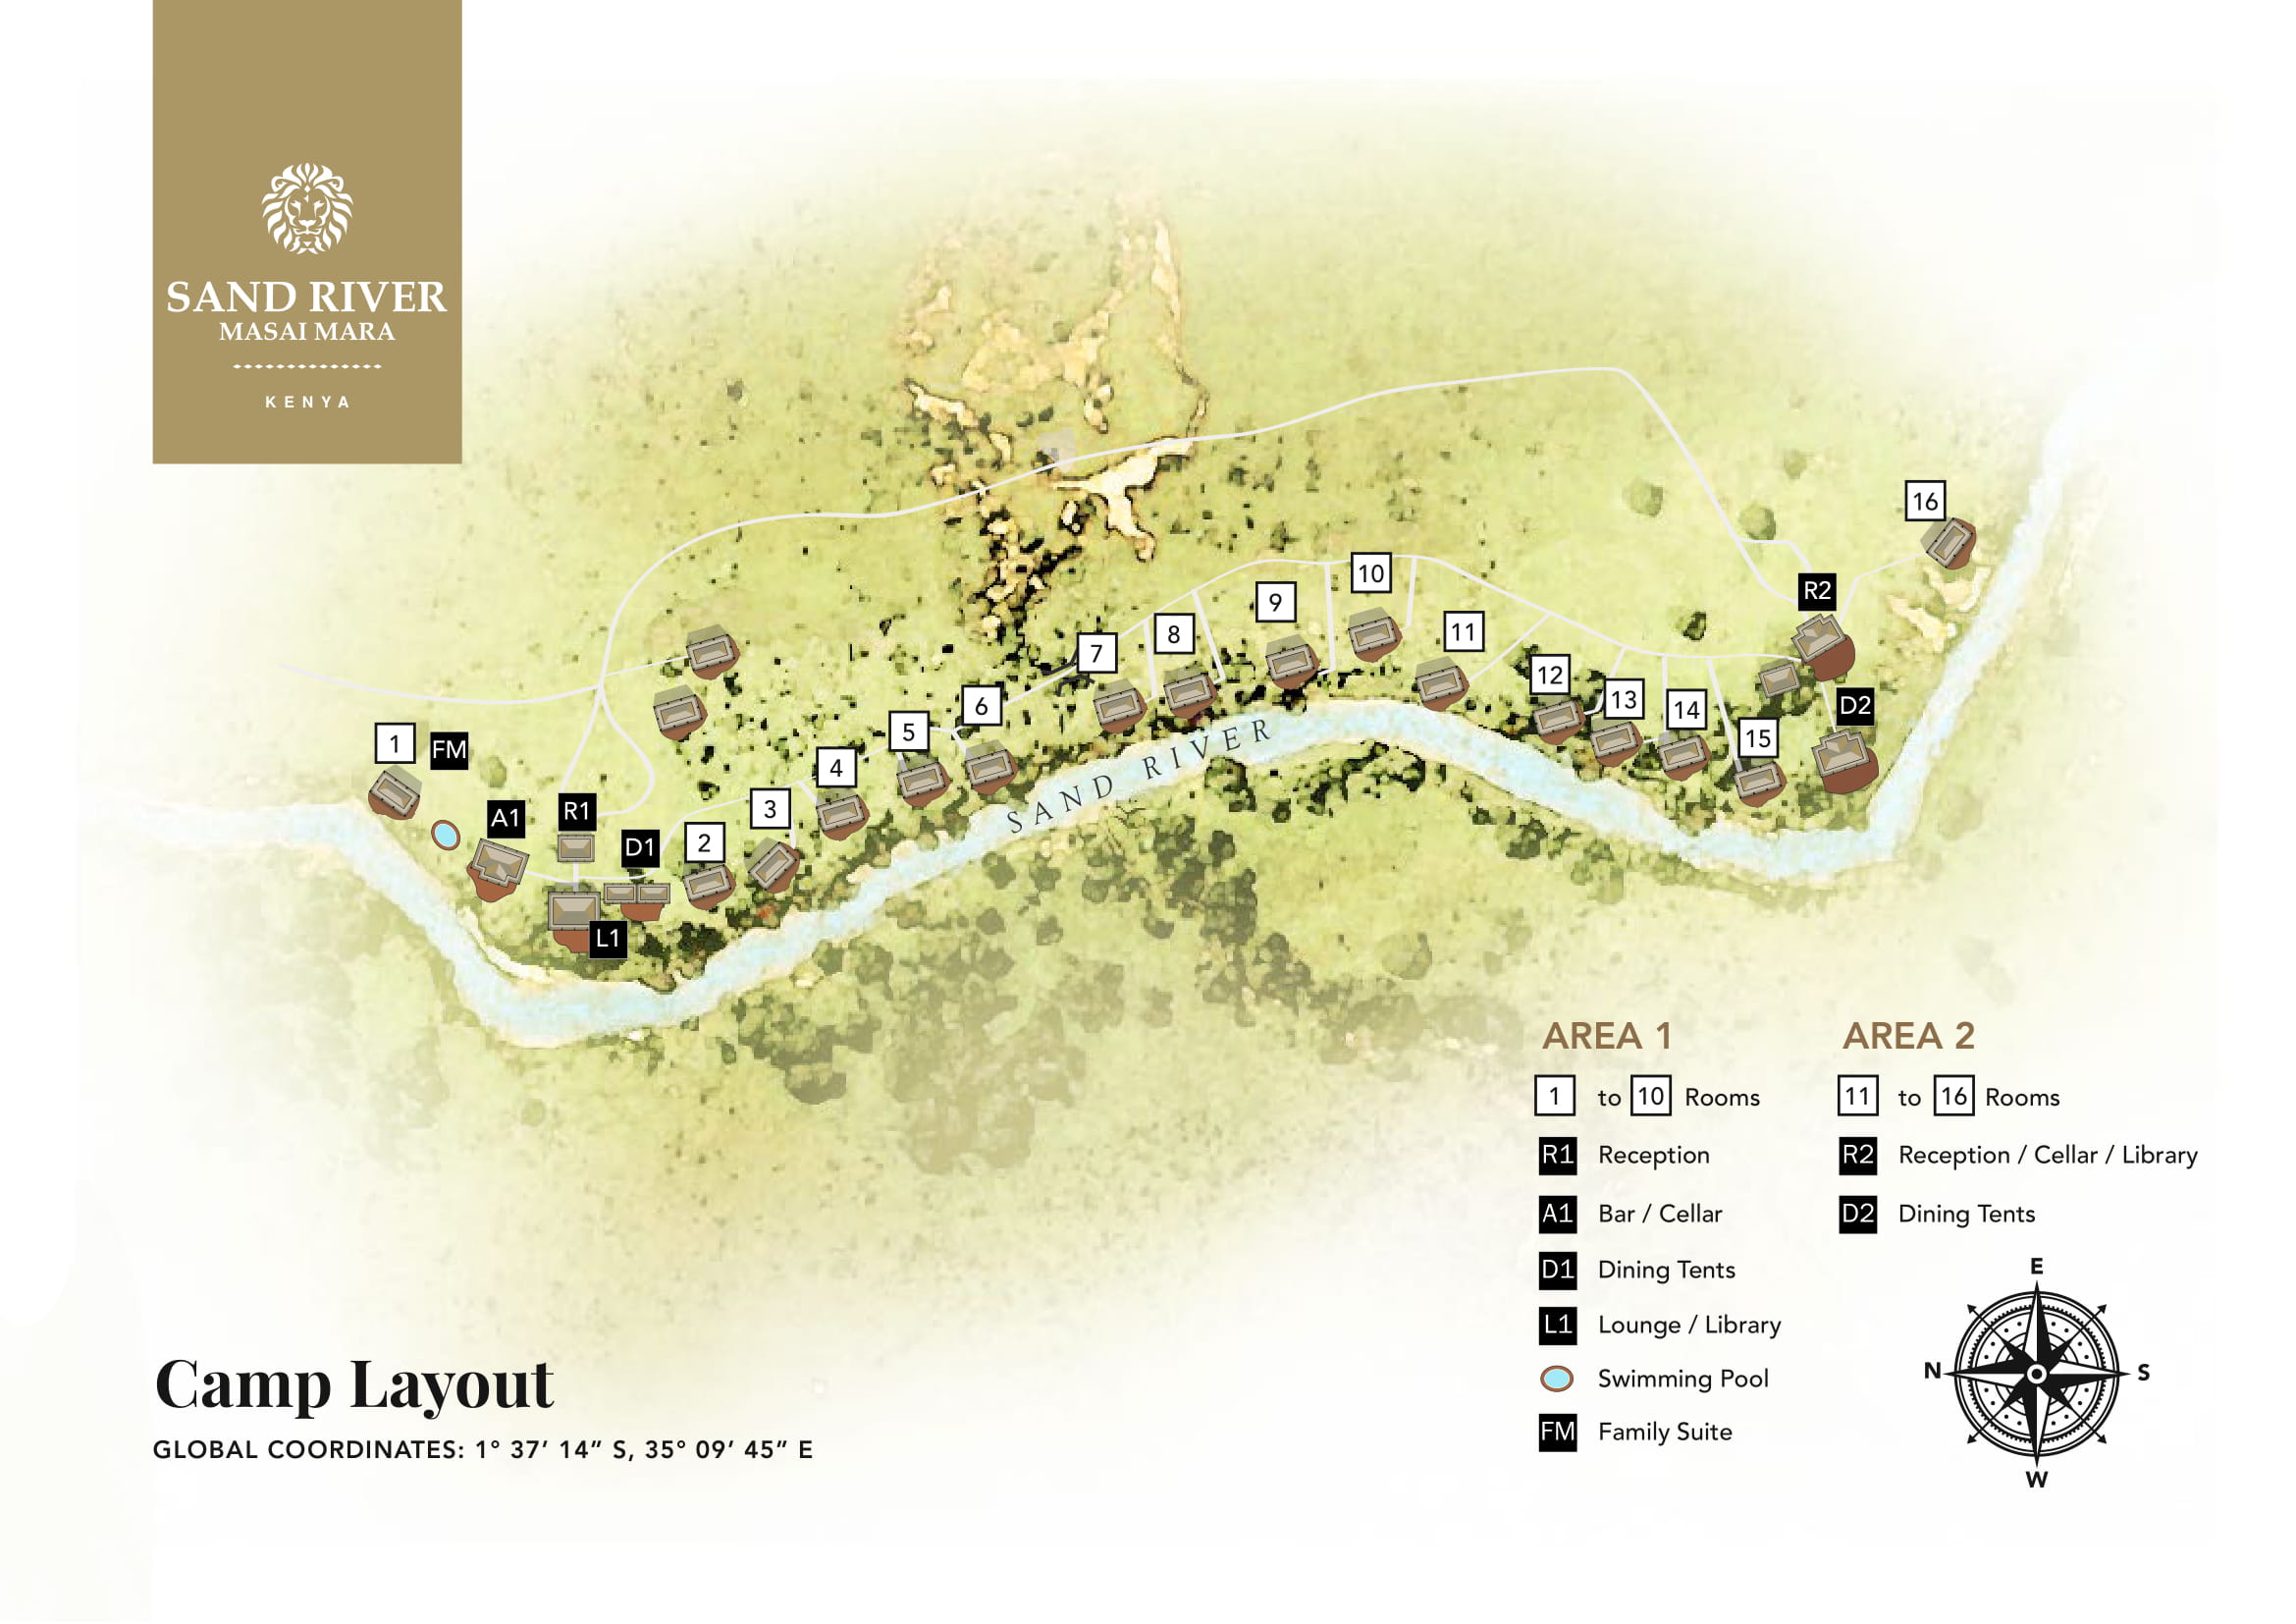 SAND RIVER
MASAI MARA
KENYA
16
10
R2
9
11
8
7
12
13
6
14
D2
5
15
1
FM
4
SAND RIVER
3
R1
A1
2
D1
L1
AREA 1
1 to 10 Rooms
R1 Reception
A1 Bar / Cellar
D1 Dining Tents
L1 Lounge / Library
Swimming Pool
FM Family Suite
AREA 2
11 to 16 Rooms
R2 Reception / Cellar / Library
D2 Dining Tents
E
N
S
W
Camp Layout
GLOBAL COORDINATES: 1° 37’ 14” S, 35° 09’ 45” E